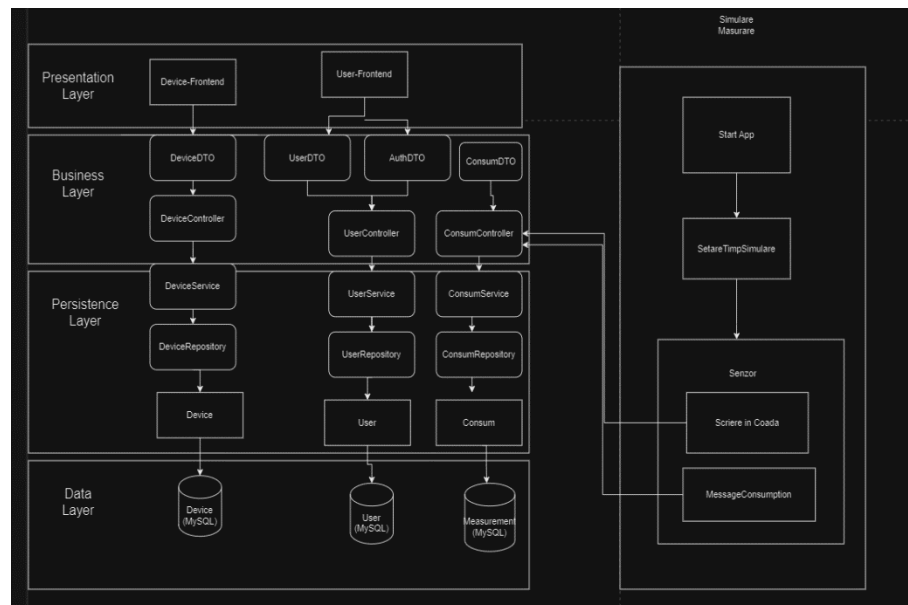 Simulare
Masurare
Presentation
Layer
Device-Frontend
User-Frontend
Start App
Business
Layer
DeviceDTO
UserDTO
AuthDTO
ConsumDTO
DeviceController
UserController
ConsumController
SetareTimpSimulare
Persistence
Layer
DeviceService
UserService
ConsumService
DeviceRepository
UserRepository
ConsumRepository
Device
User
Consum
Senzor
Scriere in Coada
MessageConsumption
Data
Layer
Device
(MySQL)
User
(MySQL)
Measurement
(MySQL)